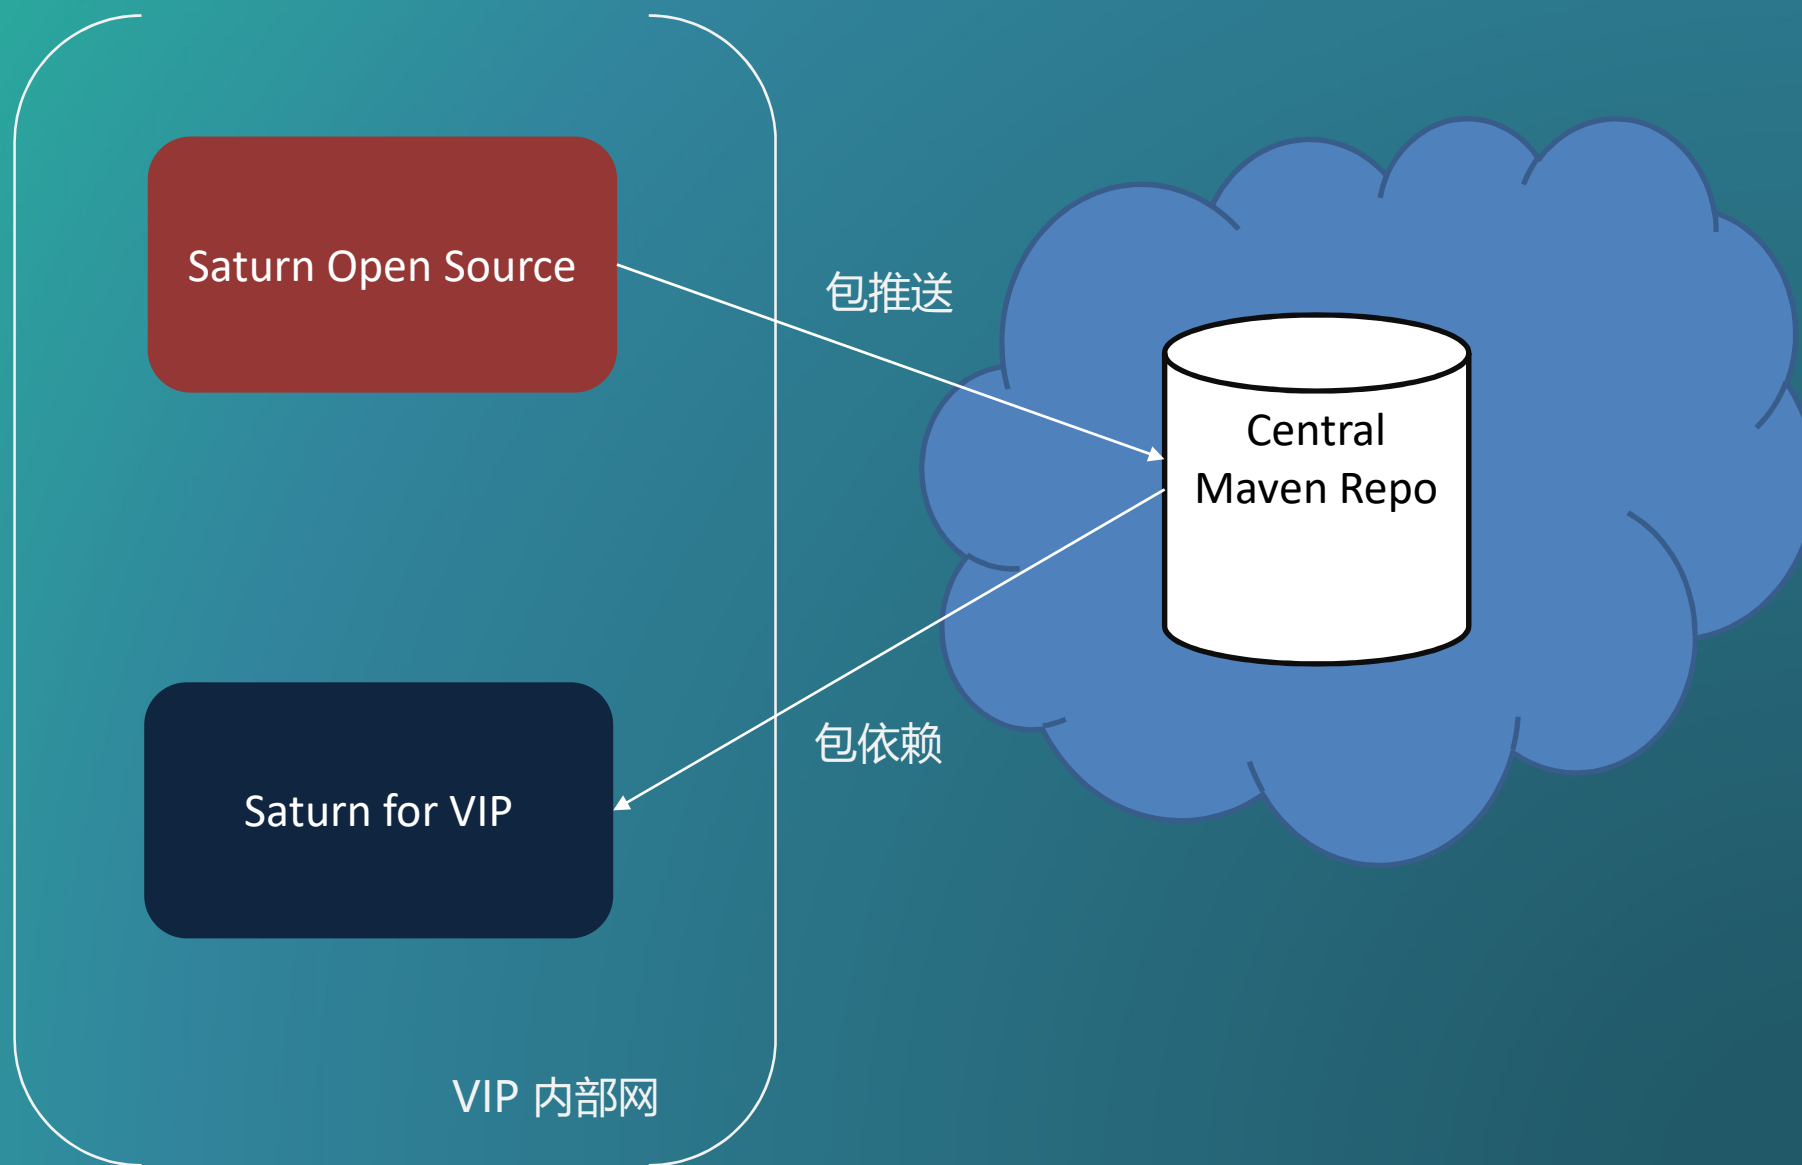 Saturn Open Source
包推送
Central
Maven Repo
包依赖
Saturn for VIP
VIP 内部网